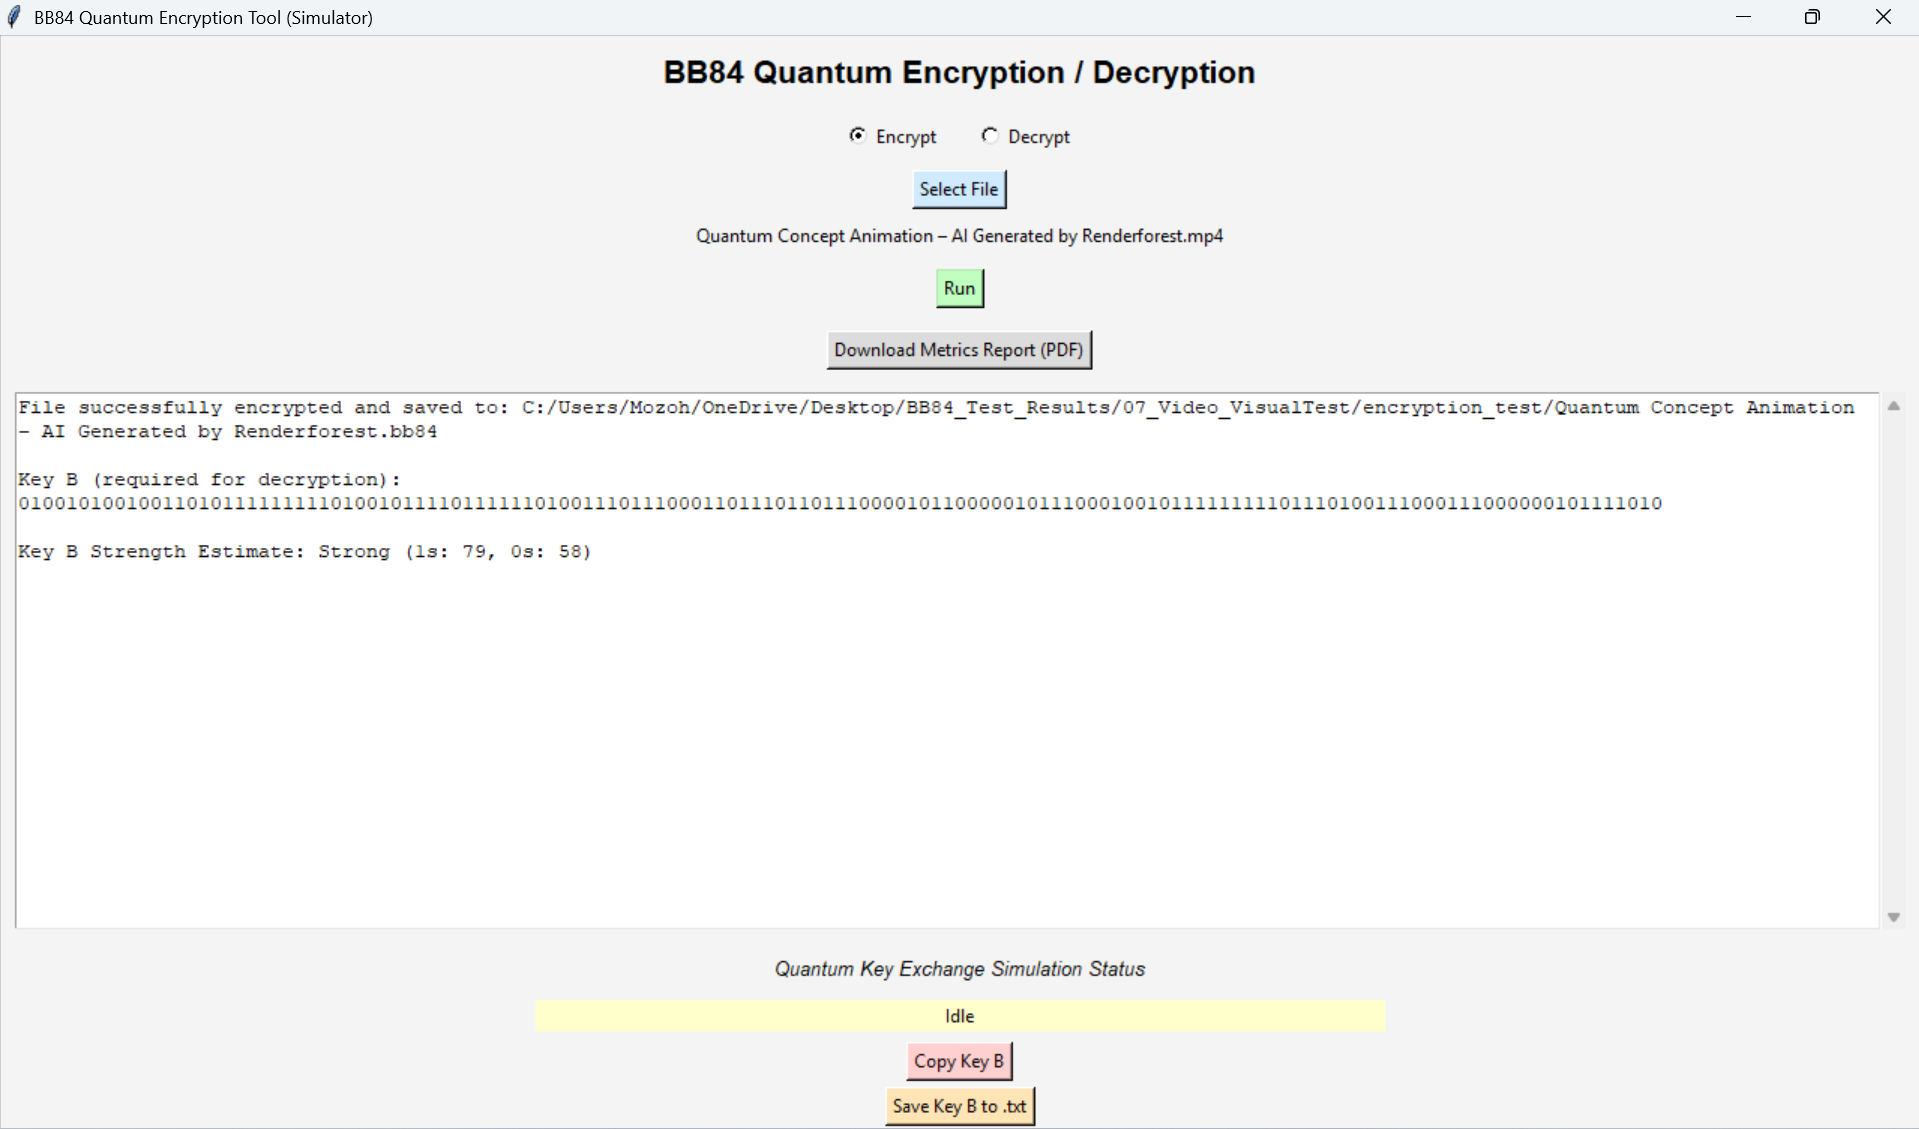 BB84 Quantum Encryption Tool (Simulator)
BB84 Quantum Encryption / Decryption
Encrypt Decrypt
Select File
Quantum Concept Animation – AI Generated by Renderforest.mp4
Run
Download Metrics Report (PDF)
File successfully encrypted and saved to: C:/Users/Mozoh/OneDrive/Desktop/BB84_Test_Results/07_Video_VisualTest/encryption_test/Quantum Concept Animation
– AI Generated by Renderforest.bb84
Key B (required for decryption):
01001010010011010111111111010010111101111110100111011100011011101101110000101100000101110001001011111111110111010011100011100000010111​1010
Key B Strength Estimate: Strong (1s: 79, 0s: 58)
Quantum Key Exchange Simulation Status
Idle
Copy Key B
Save Key B to .txt